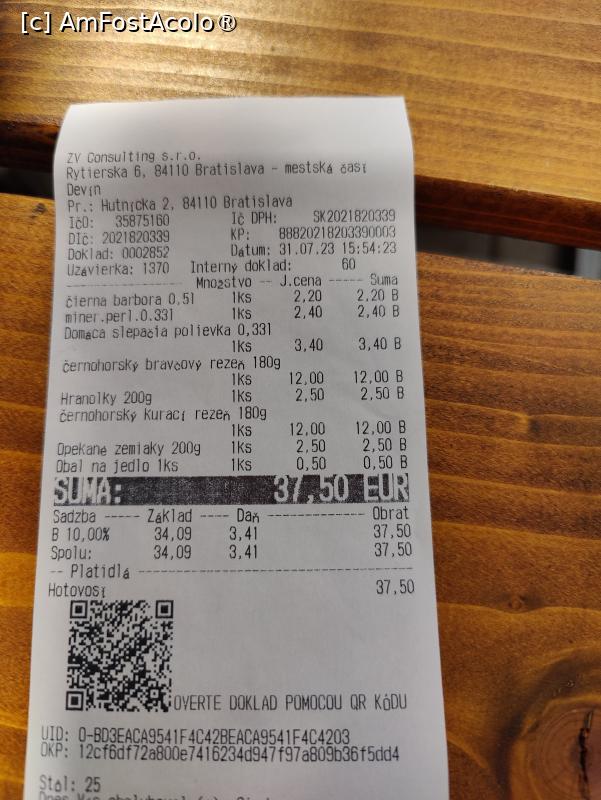 [c] AmFostAcolo®
ZV Consulting s.r.o.
Rytierska 6, 84110 Bratislava - mestská časť
Devín
Pr.: Hutnícka 2, 84110 Bratislava
IčO: 35875160 Ič DPH: SK2021820339
DIč: 2021820339 KP: 88820218203390003
Doklad: 0002852 Dátum: 31.07.23 15:54:23
Uzávierka: 1370 Interný doklad: 60
Množstvo -- J.cena -- Suma
čierna barbora 0,5l 1ks 2,20 2,20 B
miner.perl.0.33l 1ks 2,40 2,40 B
Domáca slepačia polievka 0,33l
1ks 3,40 3,40 B
černohorský bravčový rezeň 180g
1ks 12,00 12,00 B
Hranolky 200g 1ks 2,50 2,50 B
černohorský kurací rezeň 180g
1ks 12,00 12,00 B
Opekané zemiaky 200g 1ks 2,50 2,50 B
Obal na jedlo 1ks 1ks 0,50 0,50 B
SUMA: 37,50 EUR
Sadzba ----- Základ ---- Daň ---------- Obrat
B 10,00% 34,09 3,41 37,50
Spolu: 34,09 3,41 37,50
-- Platidlá --------------------------------
Hotovosť 37,50
OVERTE DOKLAD POMOCOU QR KÓDU
UID: O-BD3EACA9541F4C42BEACA9541F4C4203
OKP: 12cf6df72a800e7416234d947f97a809b36f5dd4
Stôl: 25
Dnes Vás obsluhoval